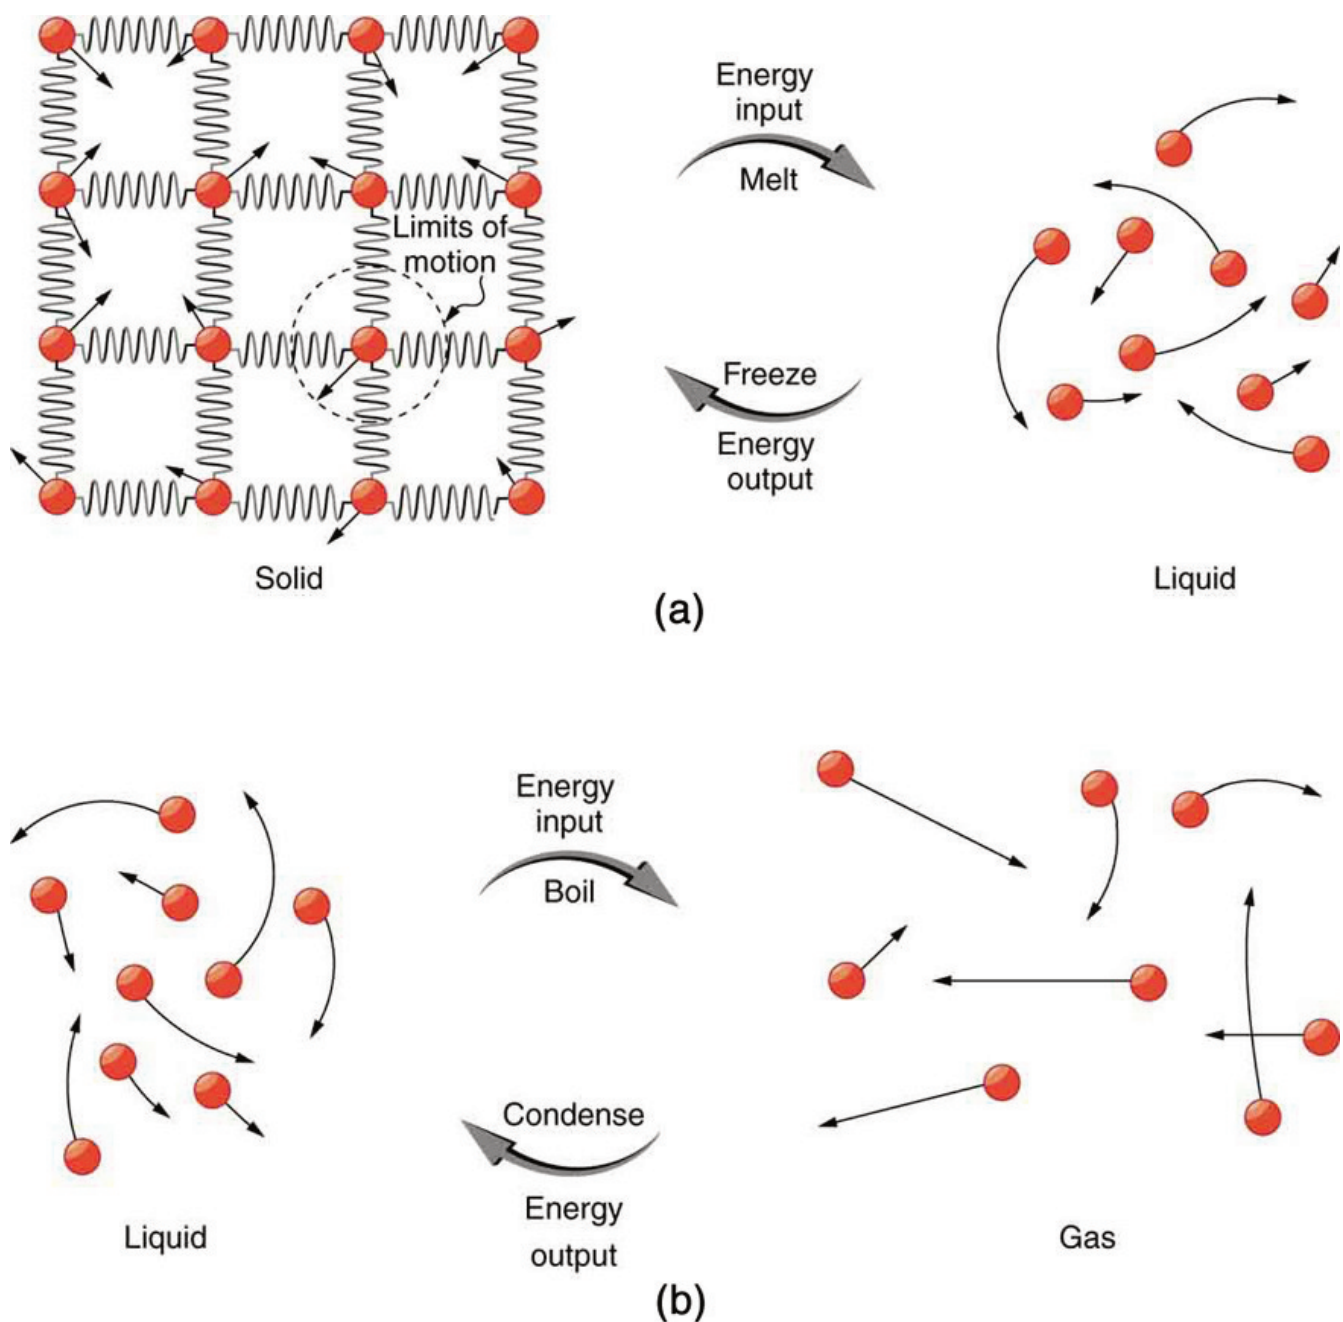 Energy
input
Melt
Limits of
motion
Freeze
Energy
output
Solid
Liquid
(a)
Energy
input
Boil
Condense
Energy
output
Liquid
Gas
(b)